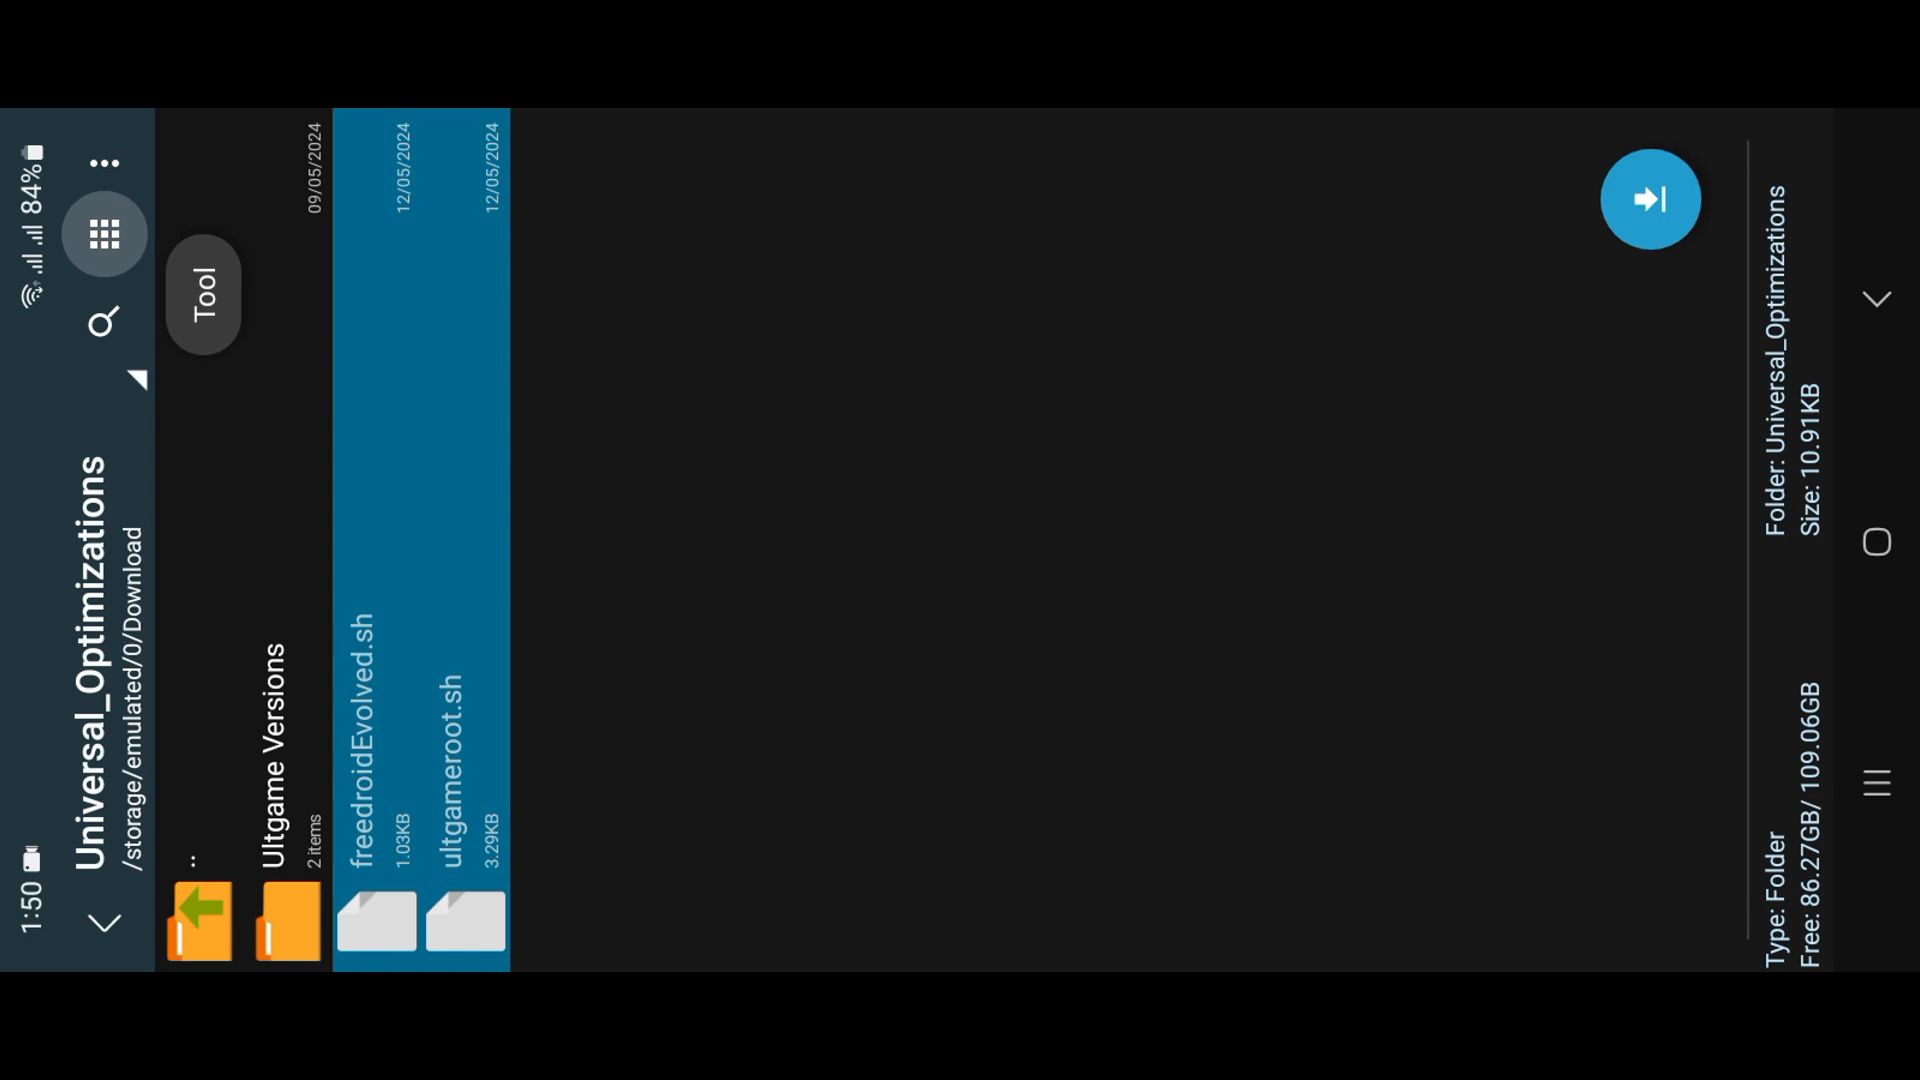 1:50 84%
Universal_Optimizations
/storage/emulated/0/Download
Tool
..
Ultgame Versions
2 items 09/05/2024
freedroidEvolved.sh
1.03KB 12/05/2024
ultgameroot.sh
3.29KB 12/05/2024
Type: Folder Folder: Universal_Optimizations
Free: 86.27GB/ 109.06GB Size: 10.91KB